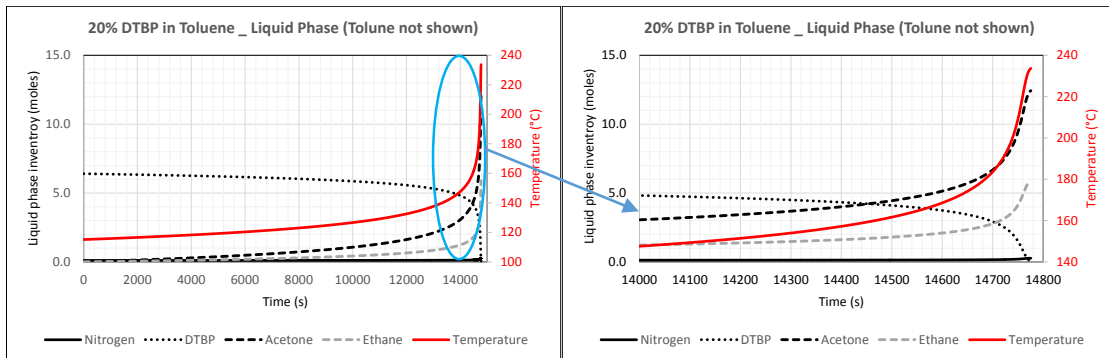 20% DTBP in Toluene _ Liquid Phase (Tolune not shown)
Liquid phase inventroy (moles)
15.0
10.0
5.0
0.0
240
220
200
180
160
140
120
100
Temperature (°C)
0 2000 4000 6000 8000 10000 12000 14000
Time (s)
Nitrogen DTBP Acetone Ethane Temperature
20% DTBP in Toluene _ Liquid Phase (Tolune not shown)
Liquid phase inventroy (moles)
15.0
10.0
5.0
0.0
240
220
200
180
160
140
Temperature (°C)
14000 14100 14200 14300 14400 14500 14600 14700 14800
Time (s)
Nitrogen DTBP Acetone Ethane Temperature